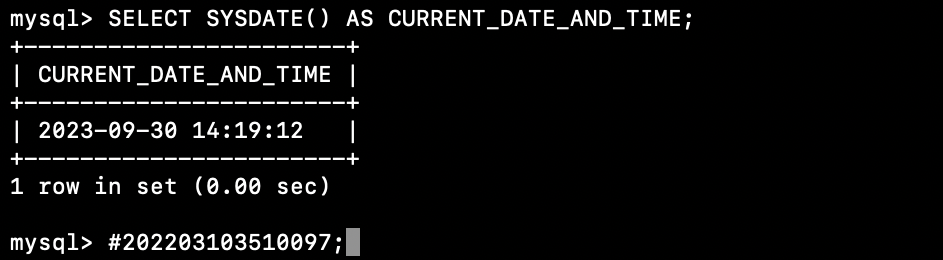 mysql> SELECT SYSDATE() AS CURRENT_DATE_AND_TIME;
+-----------------------+
| CURRENT_DATE_AND_TIME |
+-----------------------+
| 2023-09-30 14:19:12   |
+-----------------------+
1 row in set (0.00 sec)
mysql> #202203103510097;